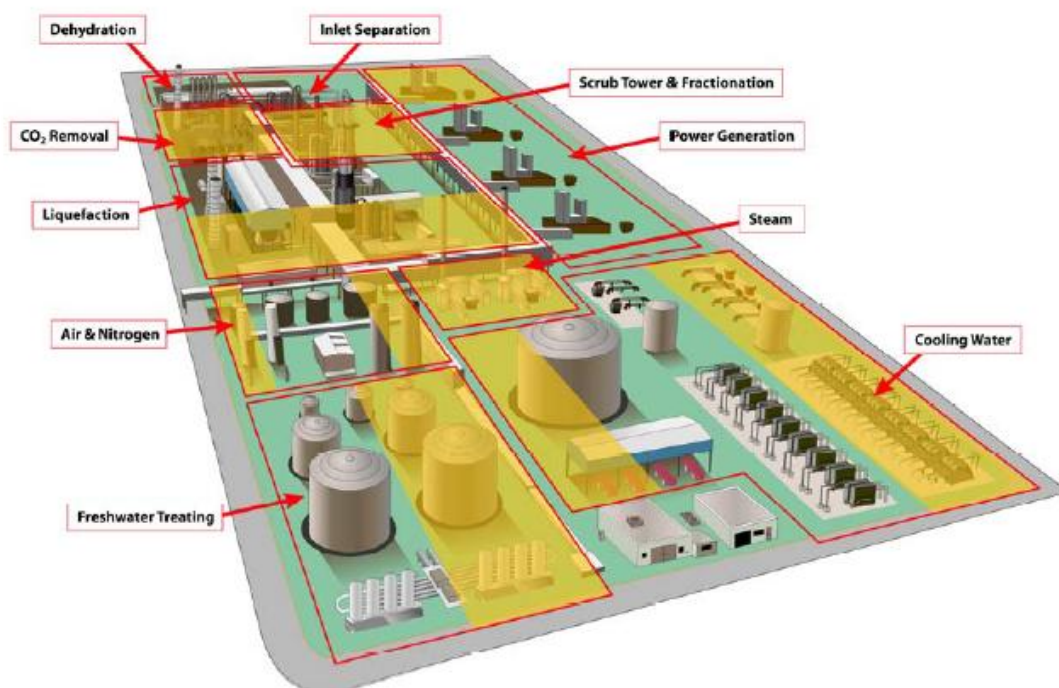 Dehydration
Inlet Separation
Scrub Tower & Fractionation
CO₂ Removal
Power Generation
Liquefaction
Steam
Air & Nitrogen
Cooling Water
Freshwater Treating